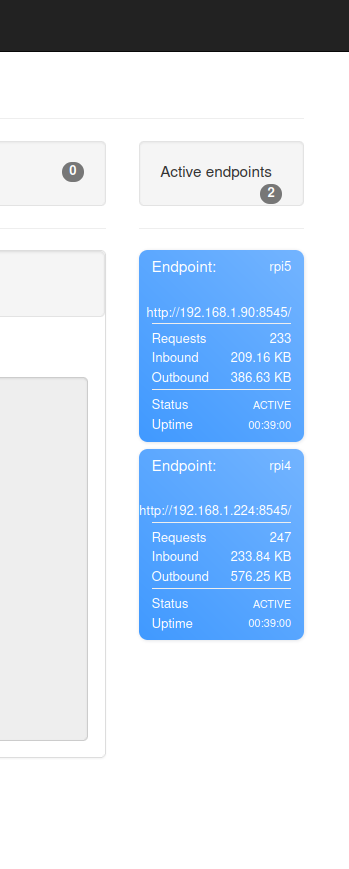 0
Active endpoints
2
Endpoint: rpi5
http://192.168.1.90:8545/
Requests 233
Inbound 209.16 KB
Outbound 386.63 KB
Status ACTIVE
Uptime 00:39:00
Endpoint: rpi4
http://192.168.1.224:8545/
Requests 247
Inbound 233.84 KB
Outbound 576.25 KB
Status ACTIVE
Uptime 00:39:00